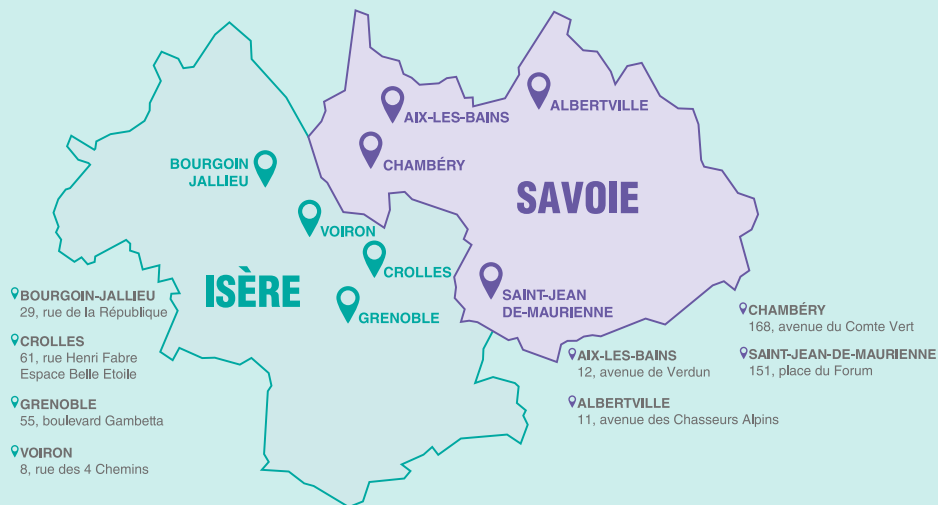 AIX-LES-BAINS
ALBERTVILLE
CHAMBÉRY
BOURGOIN
JALLIEU
SAVOIE
VOIRON
CROLLES
ISÈRE
SAINT-JEAN
DE-MAURIENNE
GRENOBLE
BOURGOIN-JALLIEU
29, rue de la République
CROLLES
61, rue Henri Fabre
Espace Belle Etoile
GRENOBLE
55, boulevard Gambetta
VOIRON
8, rue des 4 Chemins
AIX-LES-BAINS
12, avenue de Verdun
ALBERTVILLE
11, avenue des Chasseurs Alpins
CHAMBÉRY
168, avenue du Comte Vert
SAINT-JEAN-DE-MAURIENNE
151, place du Forum